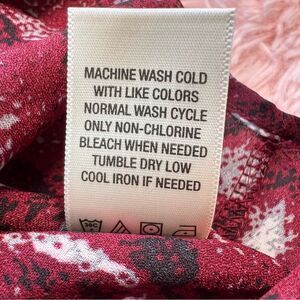 MACHINE WASH COLD
WITH LIKE COLORS
NORMAL WASH CYCLE
ONLY NON-CHLORINE
BLEACH WHEN NEEDED
TUMBLE DRY LOW
COOL IRON IF NEEDED
30C